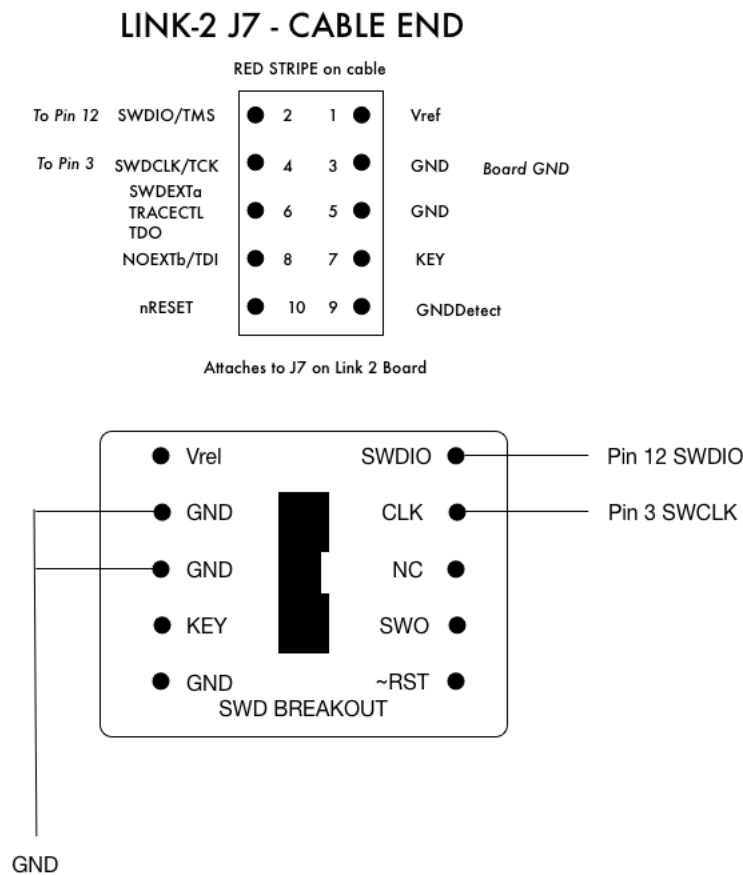 LINK-2 J7 - CABLE END
RED STRIPE on cable
To Pin 12 SWDIO/TMS 2 1 Vref
To Pin 3 SWDCLK/TCK 4 3 GND Board GND
SWDEXTa
TRACECTL 6 5 GND
TDO
NOEXTb/TDI 8 7 KEY
nRESET 10 9 GNDDetect
Attaches to J7 on Link 2 Board
Vrel SWDIO Pin 12 SWDIO
GND CLK Pin 3 SWCLK
GND NC
KEY SWO
GND ~RST
SWD BREAKOUT
GND